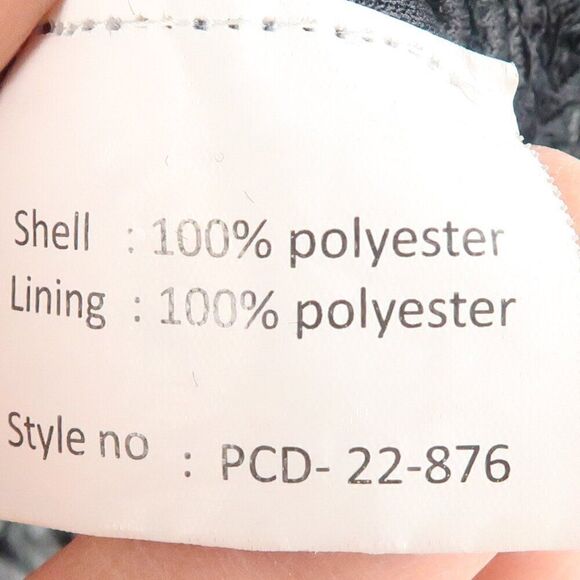 Shell : 100% polyester
Lining : 100% polyester
Style no : PCD- 22-876